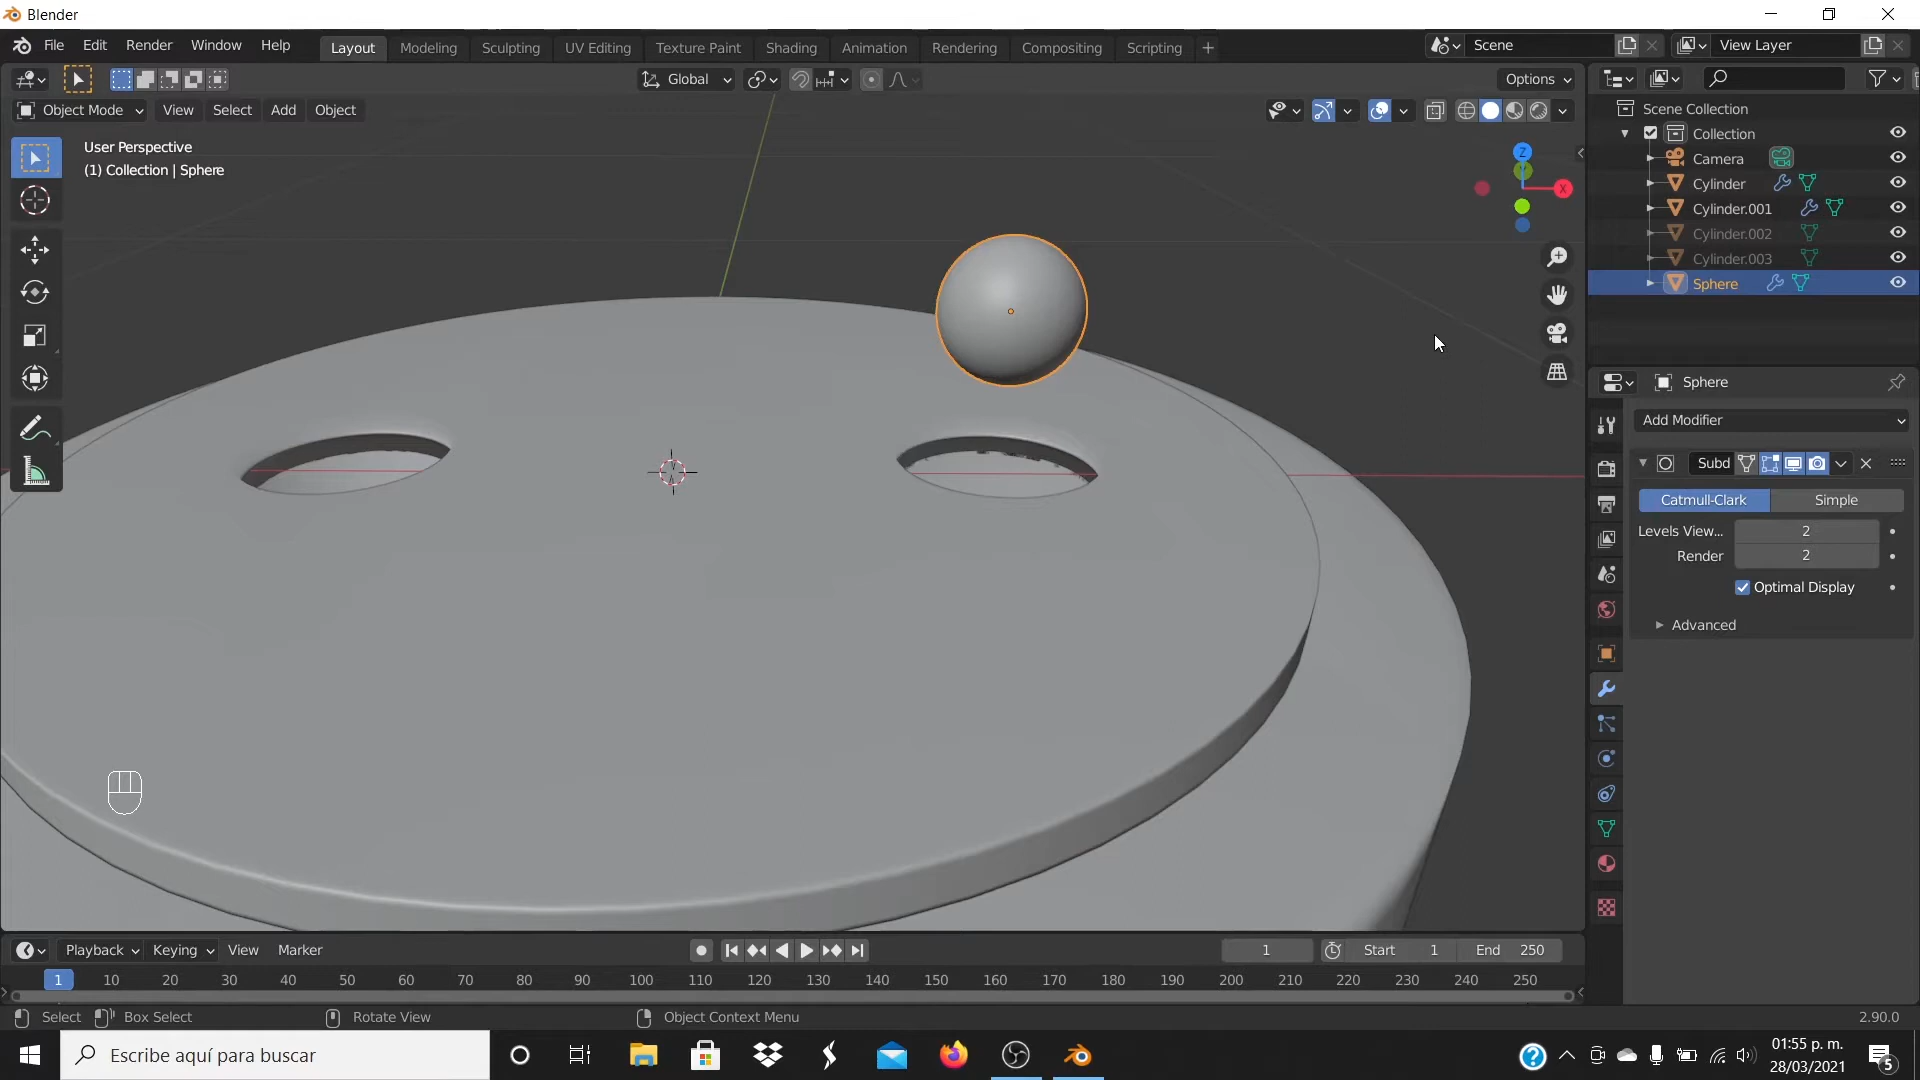 Blender
File Edit Render Window Help Layout Modeling Sculpting UV Editing Texture Paint Shading Animation Rendering Compositing Scripting + Scene View Layer
Global Options
Object Mode View Select Add Object
User Perspective
(1) Collection | Sphere
Z
Y
X
Scene Collection
Collection
Camera
Cylinder
Cylinder.001
Cylinder.002
Cylinder.003
Sphere
Sphere
Add Modifier
Subd
Catmull-Clark Simple
Levels View... 2
Render 2
Optimal Display
Advanced
Playback Keying View Marker 1 Start 1 End 250
1 10 20 30 40 50 60 70 80 90 100 110 120 130 140 150 160 170 180 190 200 210 220 230 240 250
Select Box Select Rotate View Object Context Menu 2.90.0
Escribe aquí para buscar
01:55 p. m.
28/03/2021
5